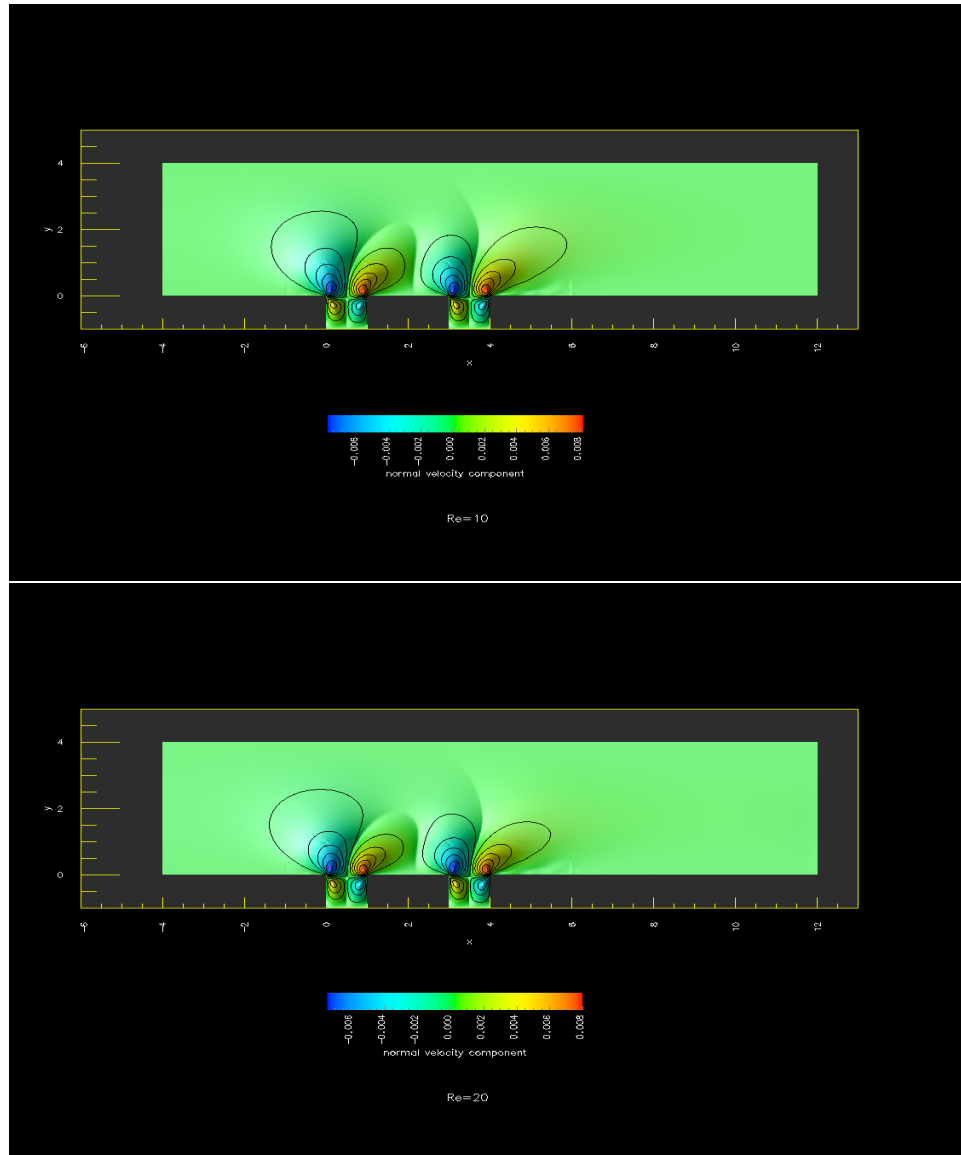 4
y 2
0
-6 -4 -2 0 2 4 6 8 10 12
x
-0.006 -0.004 -0.002 0.000 0.002 0.004 0.006 0.008
normal velocity component
Re=10
4
y 2
0
-6 -4 -2 0 2 4 6 8 10 12
x
-0.006 -0.004 -0.002 0.000 0.002 0.004 0.006 0.008
normal velocity component
Re=20